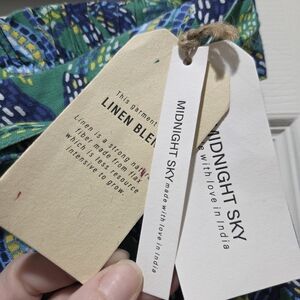 This garment
LINEN BLE
Linen is a strong na
fiber made from flax
which is less resource
intensive to grow.
MIDNIGHT SKY
made with love in India
MIDNIGHT SKY
e with love in India